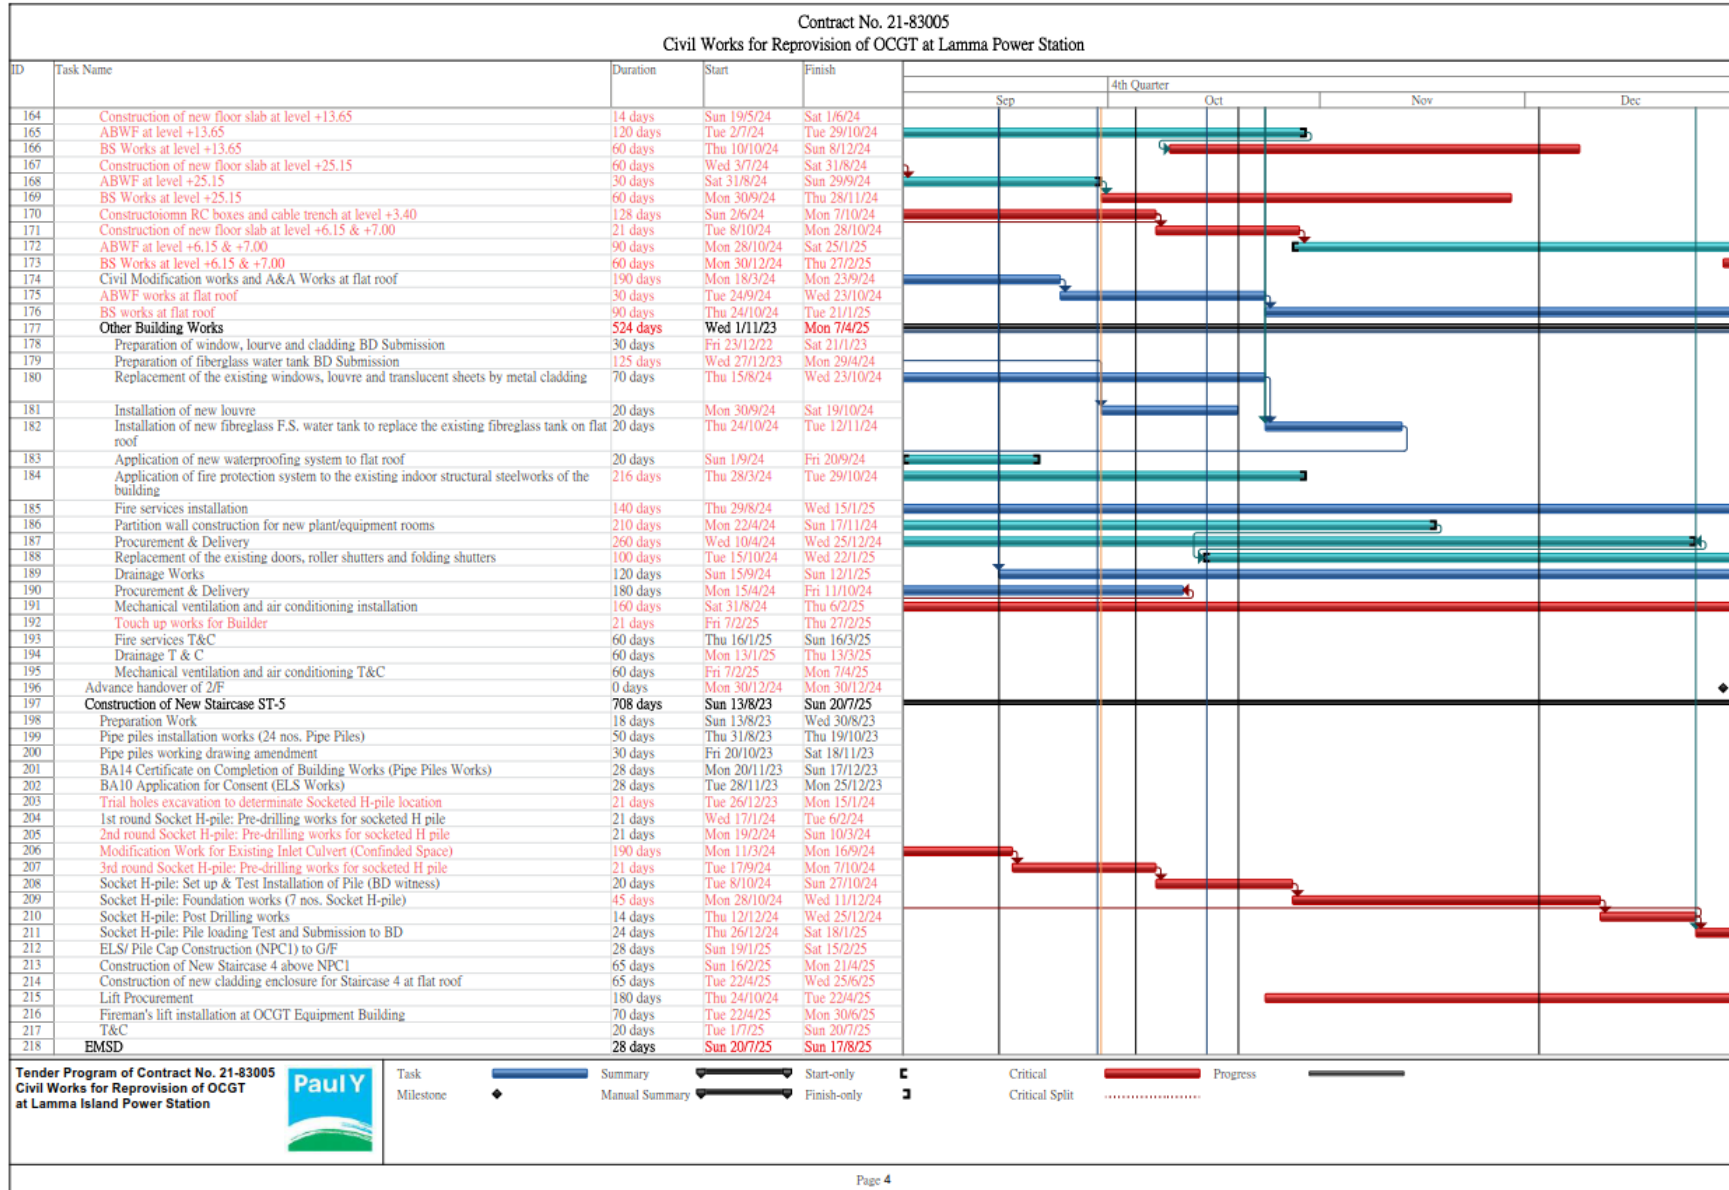 Contract No. 21-83005
Civil Works for Reprovision of OCGT at Lamma Power Station
ID Task Name Duration Start Finish
4th Quarter
Sep Oct Nov Dec
164 Construction of new floor slab at level +13.65 14 days Sun 19/5/24 Sat 1/6/24
165 ABWF at level +13.65 120 days Tue 2/7/24 Tue 29/10/24
166 BS Works at level +13.65 60 days Thu 10/10/24 Sun 8/12/24
167 Construction of new floor slab at level +25.15 60 days Wed 3/7/24 Sat 31/8/24
168 ABWF at level +25.15 30 days Sat 31/8/24 Sun 29/9/24
169 BS Works at level +25.15 60 days Mon 30/9/24 Thu 28/11/24
170 Constructoiomn RC boxes and cable trench at level +3.40 128 days Sun 2/6/24 Mon 7/10/24
171 Construction of new floor slab at level +6.15 & +7.00 21 days Tue 8/10/24 Mon 28/10/24
172 ABWF at level +6.15 & +7.00 90 days Mon 28/10/24 Sat 25/1/25
173 BS Works at level +6.15 & +7.00 60 days Mon 30/12/24 Thu 27/2/25
174 Civil Modification works and A&A Works at flat roof 190 days Mon 18/3/24 Mon 23/9/24
175 ABWF works at flat roof 30 days Tue 24/9/24 Wed 23/10/24
176 BS works at flat roof 90 days Thu 24/10/24 Tue 21/1/25
177 Other Building Works 524 days Wed 1/11/23 Mon 7/4/25
178 Preparation of window, lourve and cladding BD Submission 30 days Fri 23/12/22 Sat 21/1/23
179 Preparation of fiberglass water tank BD Submission 125 days Wed 27/12/23 Mon 29/4/24
180 Replacement of the existing windows, louvre and translucent sheets by metal cladding 70 days Thu 15/8/24 Wed 23/10/24
181 Installation of new louvre 20 days Mon 30/9/24 Sat 19/10/24
182 Installation of new fibreglass F.S. water tank to replace the existing fibreglass tank on flat 20 days Thu 24/10/24 Tue 12/11/24
roof
183 Application of new waterproofing system to flat roof 20 days Sun 1/9/24 Fri 20/9/24
184 Application of fire protection system to the existing indoor structural steelworks of the 216 days Thu 28/3/24 Tue 29/10/24
building
185 Fire services installation 140 days Thu 29/8/24 Wed 15/1/25
186 Partition wall construction for new plant/equipment rooms 210 days Mon 22/4/24 Sun 17/11/24
187 Procurement & Delivery 260 days Wed 10/4/24 Wed 25/12/24
188 Replacement of the existing doors, roller shutters and folding shutters 100 days Tue 15/10/24 Wed 22/1/25
189 Drainage Works 120 days Sun 15/9/24 Sun 12/1/25
190 Procurement & Delivery 180 days Mon 15/4/24 Fri 11/10/24
191 Mechanical ventilation and air conditioning installation 160 days Sat 31/8/24 Thu 6/2/25
192 Touch up works for Builder 21 days Fri 7/2/25 Thu 27/2/25
193 Fire services T&C 60 days Thu 16/1/25 Sun 16/3/25
194 Drainage T & C 60 days Mon 13/1/25 Thu 13/3/25
195 Mechanical ventilation and air conditioning T&C 60 days Fri 7/2/25 Mon 7/4/25
196 Advance handover of 2/F 0 days Mon 30/12/24 Mon 30/12/24
197 Construction of New Staircase ST-5 708 days Sun 13/8/23 Sun 20/7/25
198 Preparation Work 18 days Sun 13/8/23 Wed 30/8/23
199 Pipe piles installation works (24 nos. Pipe Piles) 50 days Thu 31/8/23 Thu 19/10/23
200 Pipe piles working drawing amendment 30 days Fri 20/10/23 Sat 18/11/23
201 BA14 Certificate on Completion of Building Works (Pipe Piles Works) 28 days Mon 20/11/23 Sun 17/12/23
202 BA10 Application for Consent (ELS Works) 28 days Tue 28/11/23 Mon 25/12/23
203 Trial holes excavation to determinate Socketed H-pile location 21 days Tue 26/12/23 Mon 15/1/24
204 1st round Socket H-pile: Pre-drilling works for socketed H pile 21 days Wed 17/1/24 Tue 6/2/24
205 2nd round Socket H-pile: Pre-drilling works for socketed H pile 21 days Mon 19/2/24 Sun 10/3/24
206 Modification Work for Existing Inlet Culvert (Confinded Space) 190 days Mon 11/3/24 Mon 16/9/24
207 3rd round Socket H-pile: Pre-drilling works for socketed H pile 21 days Tue 17/9/24 Mon 7/10/24
208 Socket H-pile: Set up & Test Installation of Pile (BD witness) 20 days Tue 8/10/24 Sun 27/10/24
209 Socket H-pile: Foundation works (7 nos. Socket H-pile) 45 days Mon 28/10/24 Wed 11/12/24
210 Socket H-pile: Post Drilling works 14 days Thu 12/12/24 Wed 25/12/24
211 Socket H-pile: Pile loading Test and Submission to BD 24 days Thu 26/12/24 Sat 18/1/25
212 ELS/ Pile Cap Construction (NPC1) to G/F 28 days Sun 19/1/25 Sat 15/2/25
213 Construction of New Staircase 4 above NPC1 65 days Sun 16/2/25 Mon 21/4/25
214 Construction of new cladding enclosure for Staircase 4 at flat roof 65 days Tue 22/4/25 Wed 25/6/25
215 Lift Procurement 180 days Thu 24/10/24 Tue 22/4/25
216 Fireman's lift installation at OCGT Equipment Building 70 days Tue 22/4/25 Mon 30/6/25
217 T&C 20 days Tue 1/7/25 Sun 20/7/25
218 EMSD 28 days Sun 20/7/25 Sun 17/8/25
Tender Program of Contract No. 21-83005
Civil Works for Reprovision of OCGT
at Lamma Island Power Station
Paul Y
Task Summary Start-only Critical Progress
Milestone Manual Summary Finish-only Critical Split
Page 4